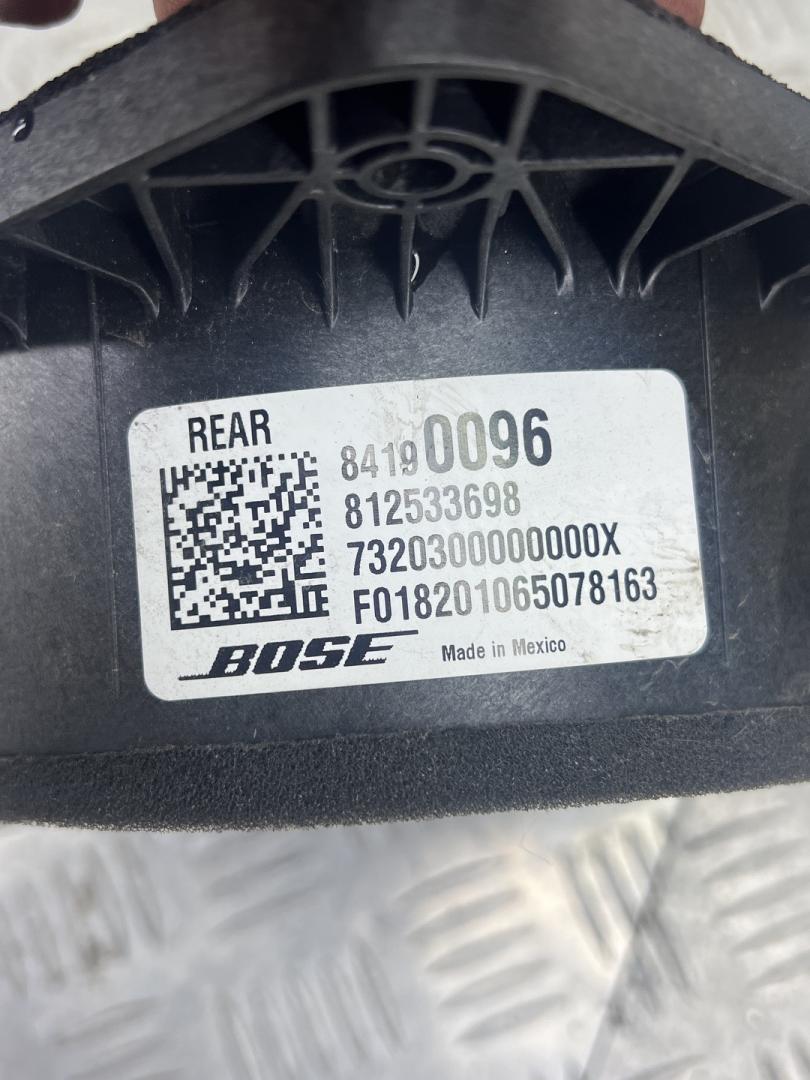 REAR
84190096
812533698
7320300000000X
F018201065078163
BOSE
Made in Mexico